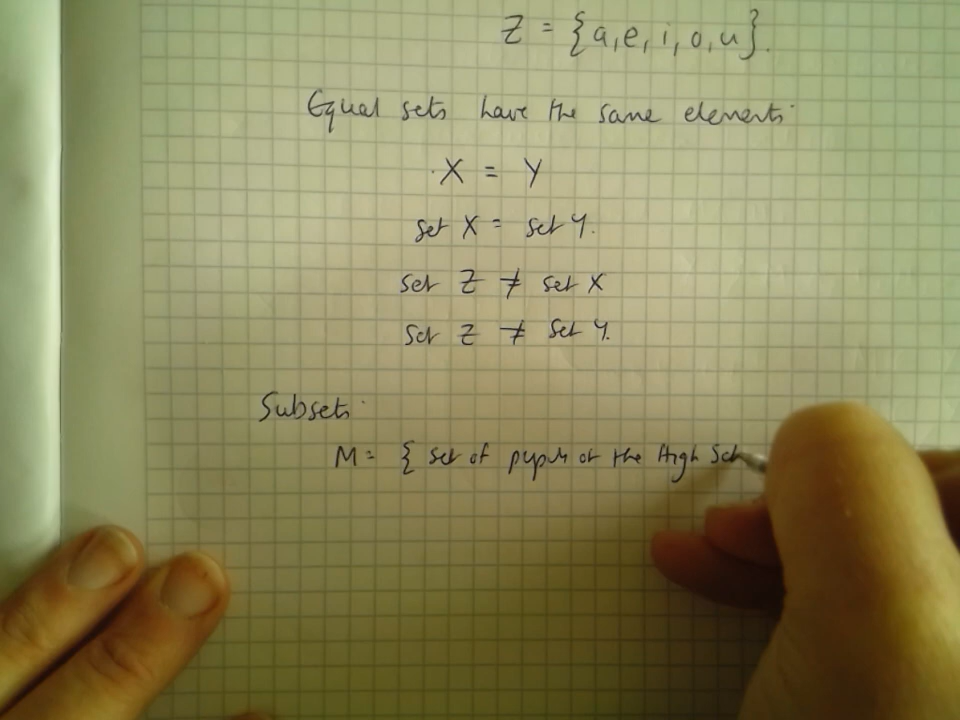 Z = {a, e, i, o, u}.
Equal sets have the same elements.
X = Y
set X = set Y.
set Z ≠ set X
set Z ≠ set Y.
Subsets.
M = { set of pupils at the High Sch